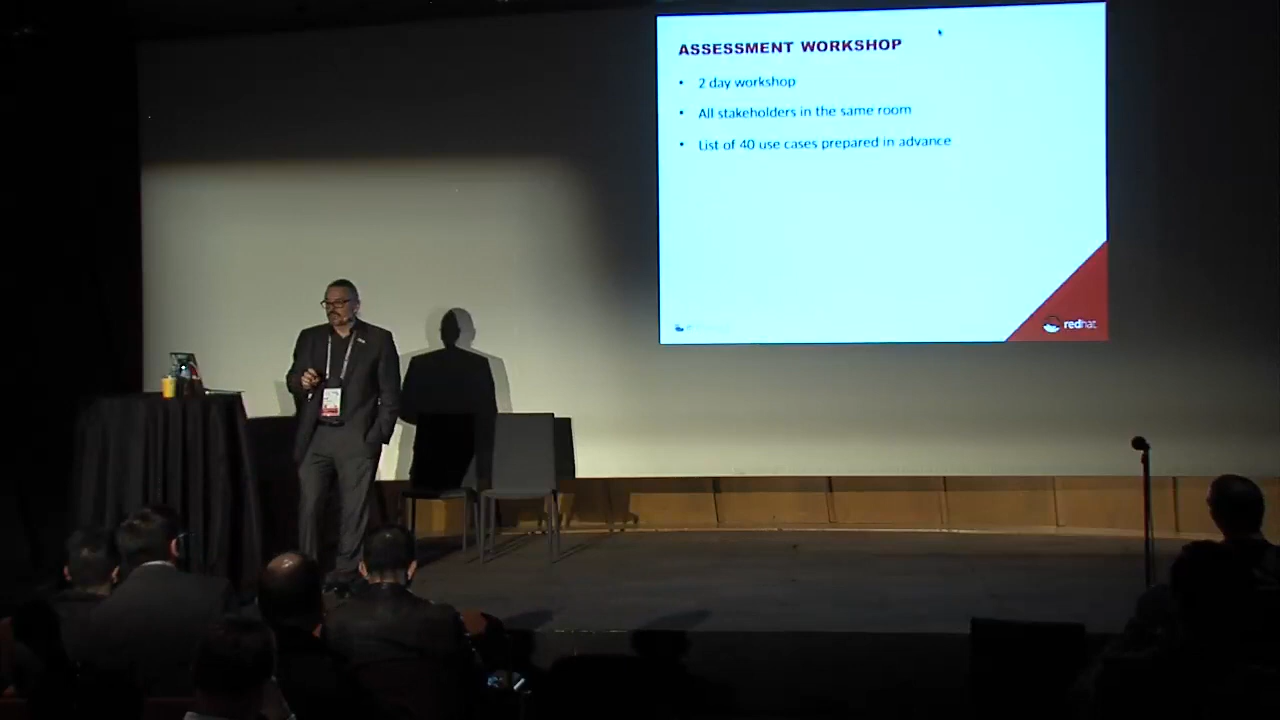 ASSESSMENT WORKSHOP
• 2 day workshop
• All stakeholders in the same room
• List of 40 use cases prepared in advance
redhat